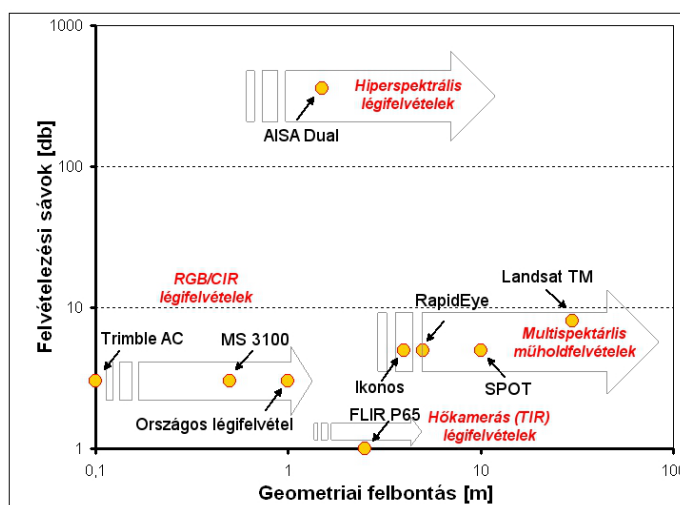 1000
Hiperspektrális
légifelvételek
AISA Dual
100
Felvételezési sávok [db]
RGB/CIR
légifelvételek
Landsat TM
RapidEye
10
Trimble AC
MS 3100
Multispektárlis
műholdfelvételek
Ikonos
SPOT
Országos légifelvétel
FLIR P65
Hőkamerás (TIR)
légifelvételek
1
0,1
1
10
100
Geometriai felbontás [m]